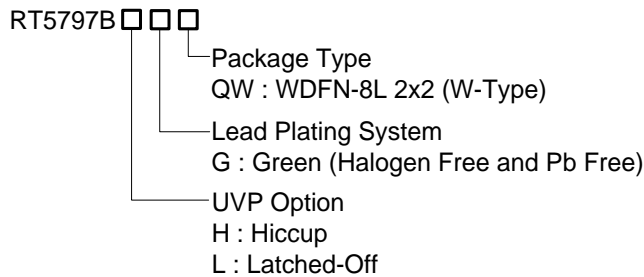 RT5797B
Package Type
QW : WDFN-8L 2x2 (W-Type)
Lead Plating System
G : Green (Halogen Free and Pb Free)
UVP Option
H : Hiccup
L : Latched-Off